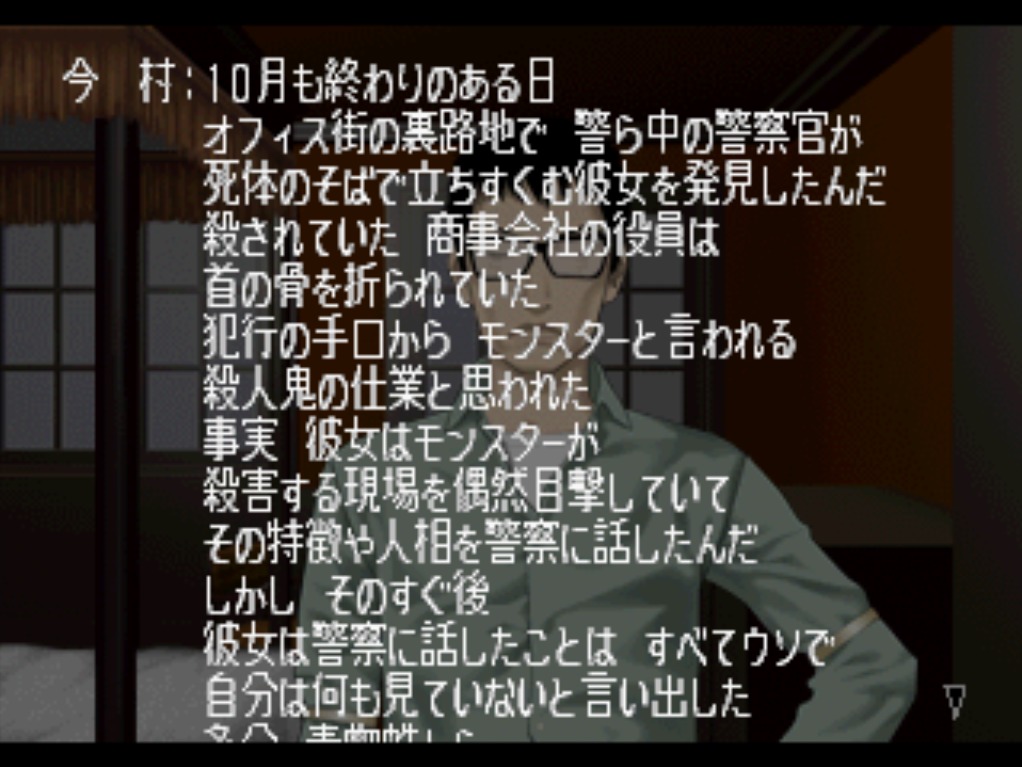 今 村:10月も終わりのある日
オフィス街の裏路地で 警ら中の警察官が
死体のそばで立ちすくむ彼女を発見したんだ
殺されていた 商事会社の役員は
首の骨を折られていた
犯行の手口から モンスターと言われる
殺人鬼の仕業と思われた
事実 彼女はモンスターが
殺害する現場を偶然目撃していて
その特徴や人相を警察に話したんだ
しかし そのすぐ後
彼女は警察に話したことは すべてウソで
自分は何も見ていないと言い出した